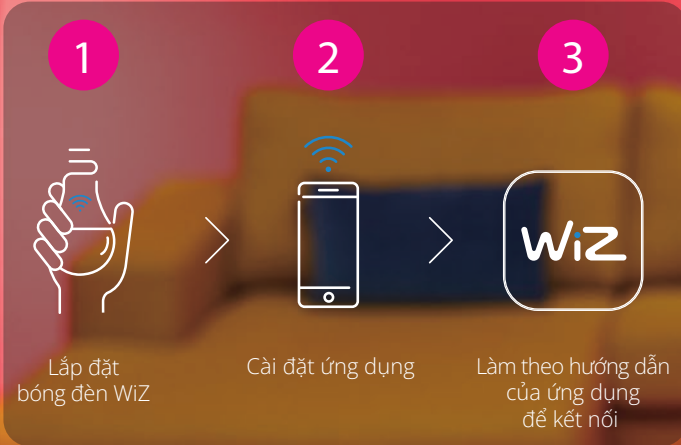 1
2
3
WiZ
Lắp đặt
bóng đèn WiZ
Cài đặt ứng dụng
Làm theo hướng dẫn
của ứng dụng
để kết nối